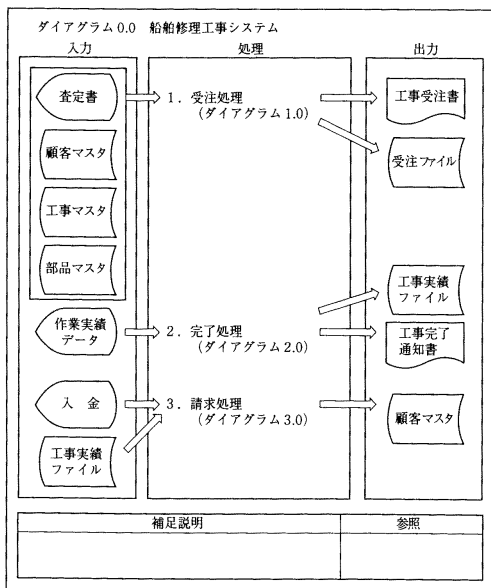 ダイアグラム0.0 船舶修理工事システム
入力
処理
出力
査定書
顧客マスタ
工事マスタ
部品マスタ
作業実績
データ
入 金
工事実績
ファイル
1. 受注処理
(ダイアグラム1.0)
2. 完了処理
(ダイアグラム2.0)
3. 請求処理
(ダイアグラム3.0)
工事受注書
受注ファイル
工事実績
ファイル
工事完了
通知書
顧客マスタ
補足説明
参照